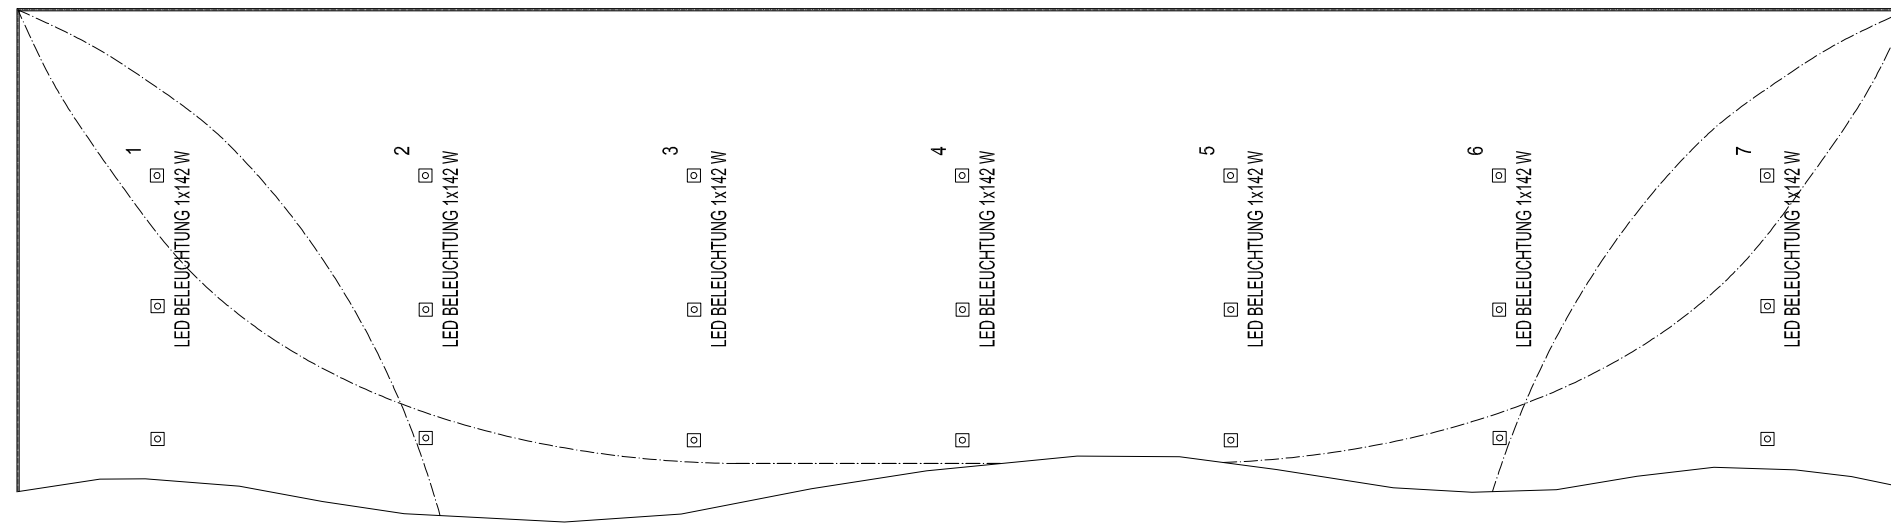 1
LED BELEUCHTUNG 1x142 W
2
LED BELEUCHTUNG 1x142 W
3
LED BELEUCHTUNG 1x142 W
4
LED BELEUCHTUNG 1x142 W
5
LED BELEUCHTUNG 1x142 W
6
LED BELEUCHTUNG 1x142 W
7
LED BELEUCHTUNG 1x142 W